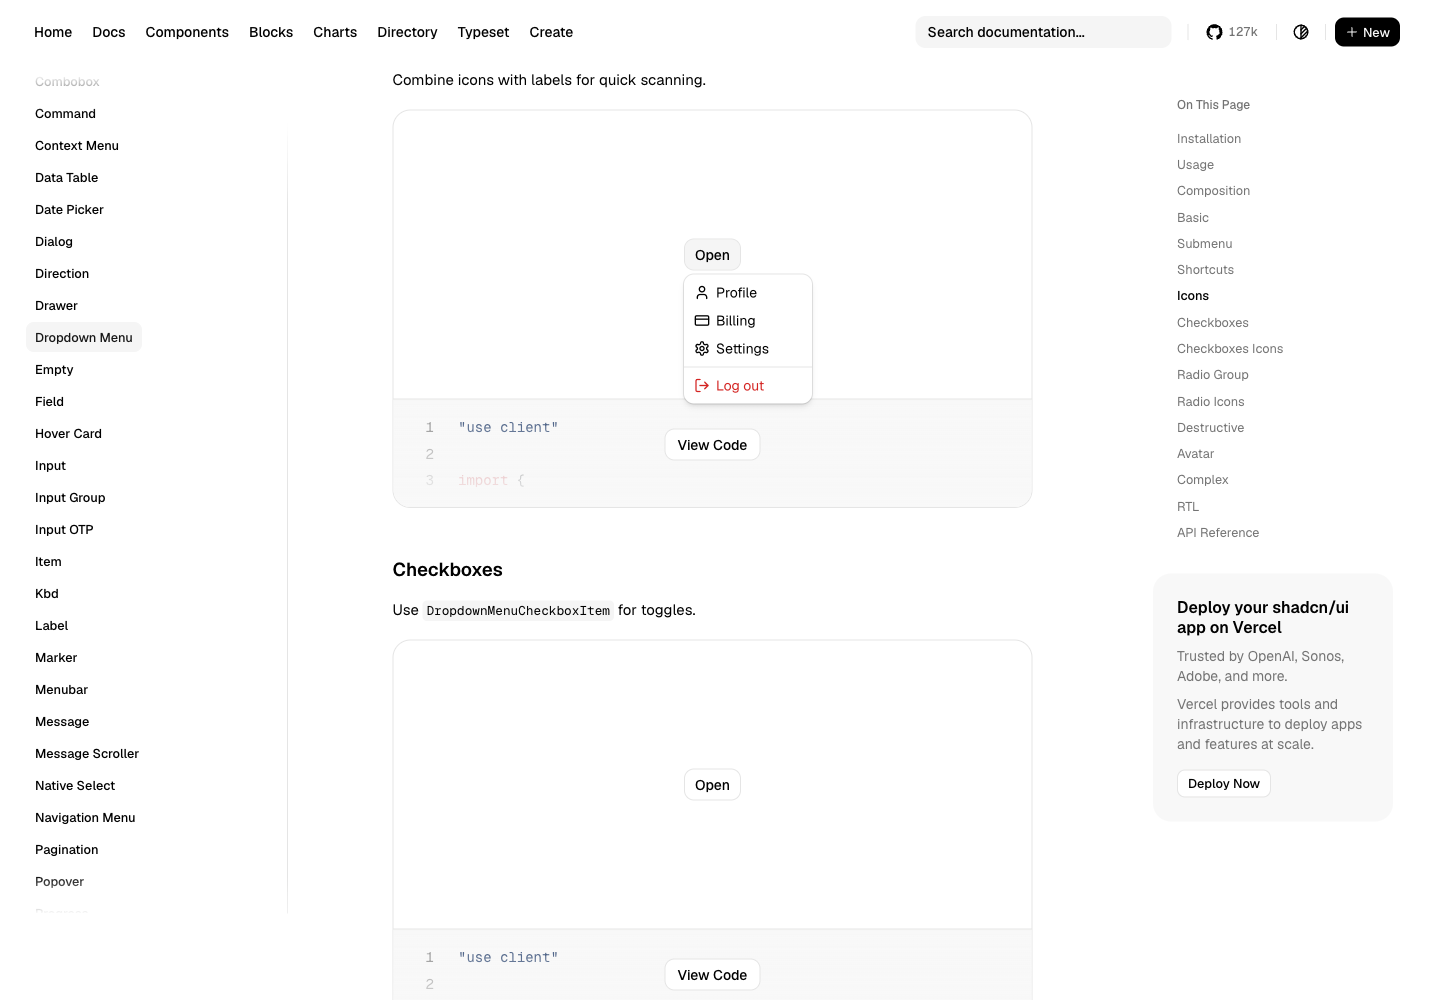 Home
Docs
Components
Blocks
Charts
Directory
Typeset
Create
Search documentation...
127k
New
Combobox
Command
Context Menu
Data Table
Date Picker
Dialog
Direction
Drawer
Dropdown Menu
Empty
Field
Hover Card
Input
Input Group
Input OTP
Item
Kbd
Label
Marker
Menubar
Message
Message Scroller
Native Select
Navigation Menu
Pagination
Popover
Combine icons with labels for quick scanning.
Open
Profile
Billing
Settings
Log out
1 "use client"
2
3 import {
View Code
Checkboxes
Use DropdownMenuCheckboxItem for toggles.
Open
1 "use client"
2
View Code
On This Page
Installation
Usage
Composition
Basic
Submenu
Shortcuts
Icons
Checkboxes
Checkboxes Icons
Radio Group
Radio Icons
Destructive
Avatar
Complex
RTL
API Reference
Deploy your shadcn/ui
app on Vercel
Trusted by OpenAI, Sonos,
Adobe, and more.
Vercel provides tools and
infrastructure to deploy apps
and features at scale.
Deploy Now